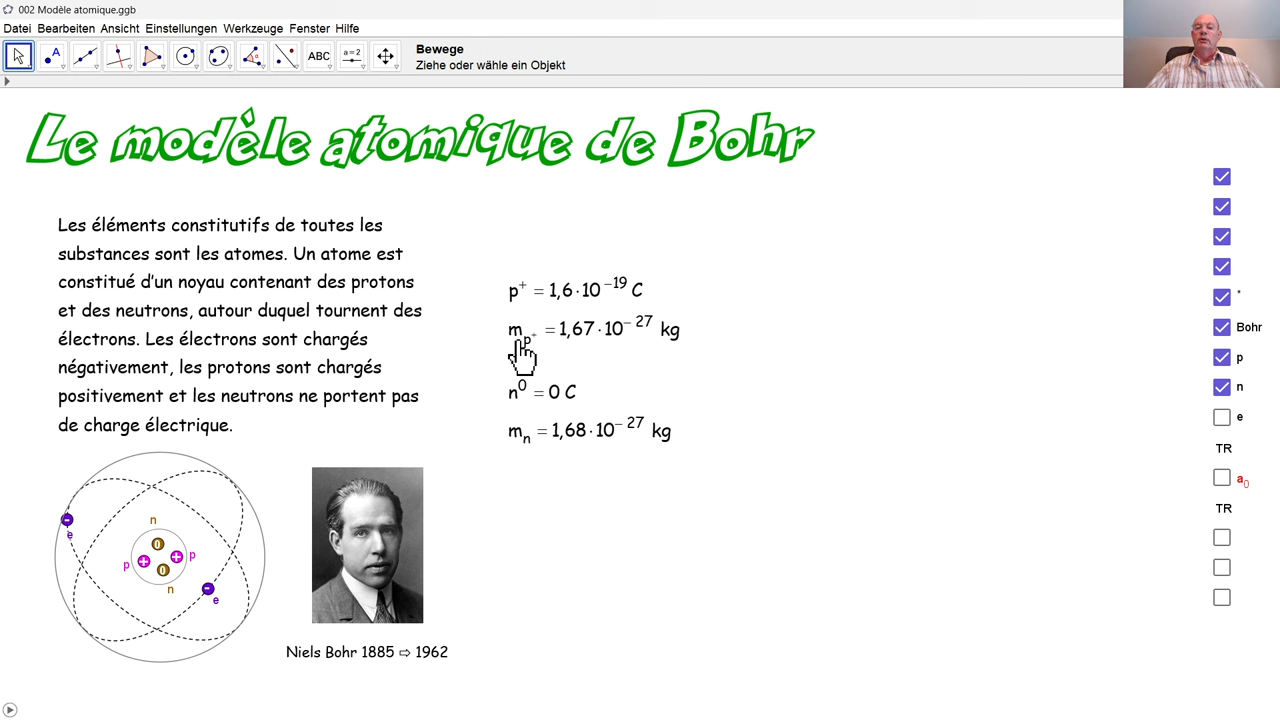 002 Modèle atomique.ggb
Datei Bearbeiten Ansicht Einstellungen Werkzeuge Fenster Hilfe
A ABC a=2
Bewege
Ziehe oder wähle ein Objekt
Le modèle atomique de Bohr
Les éléments constitutifs de toutes les
substances sont les atomes. Un atome est
constitué d'un noyau contenant des protons
et des neutrons, autour duquel tournent des
électrons. Les électrons sont chargés
négativement, les protons sont chargés
positivement et les neutrons ne portent pas
de charge électrique.
p⁺ = 1,6·10⁻¹⁹ C
m_p⁺ = 1,67·10⁻²⁷ kg
n⁰ = 0 C
mₙ = 1,68·10⁻²⁷ kg
e
n
0
p + + p
0
n
-
e
Niels Bohr 1885 ⇨ 1962
*
Bohr
p
n
e
TR
a₀
TR